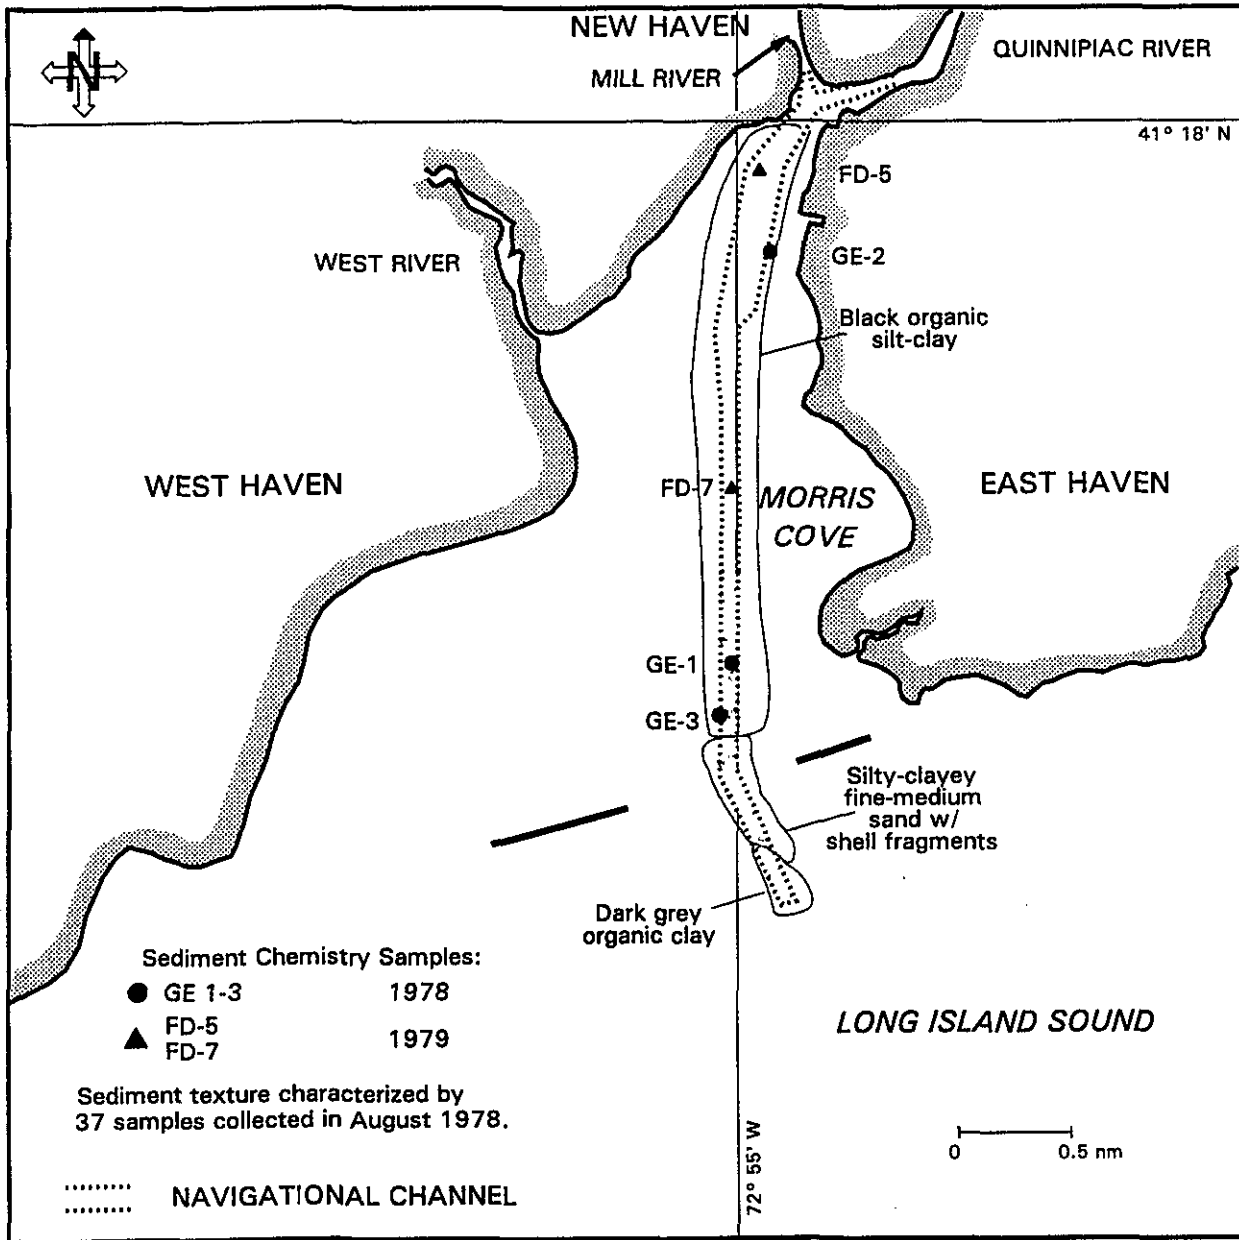 NEW HAVEN
N
QUINNIPIAC RIVER
MILL RIVER
41° 18' N
FD-5
WEST RIVER
GE-2
Black organic
silt-clay
WEST HAVEN
FD-7
MORRIS
COVE
EAST HAVEN
GE-1
GE-3
Silty-clayey
fine-medium
sand w/
shell fragments
Dark grey
organic clay
Sediment Chemistry Samples:
GE 1-3 1978
FD-5
FD-7 1979
LONG ISLAND SOUND
Sediment texture characterized by
37 samples collected in August 1978.
72° 55' W
0 0.5 nm
NAVIGATIONAL CHANNEL